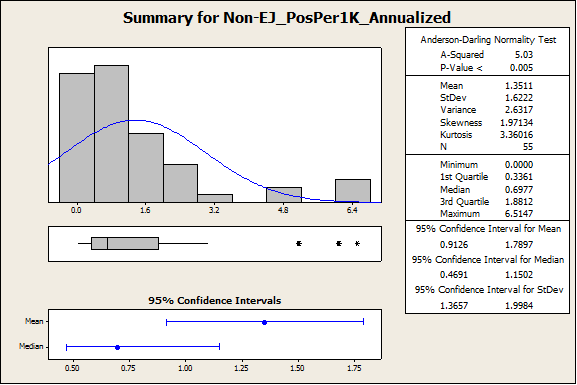 Summary for Non-EJ_PosPer1K_Annualized
0.0 1.6 3.2 4.8 6.4
95% Confidence Intervals
Mean
Median
0.50 0.75 1.00 1.25 1.50 1.75
Anderson-Darling Normality Test
A-Squared 5.03
P-Value < 0.005
Mean 1.3511
StDev 1.6222
Variance 2.6317
Skewness 1.97134
Kurtosis 3.36016
N 55
Minimum 0.0000
1st Quartile 0.3361
Median 0.6977
3rd Quartile 1.8812
Maximum 6.5147
95% Confidence Interval for Mean
0.9126 1.7897
95% Confidence Interval for Median
0.4691 1.1502
95% Confidence Interval for StDev
1.3657 1.9984